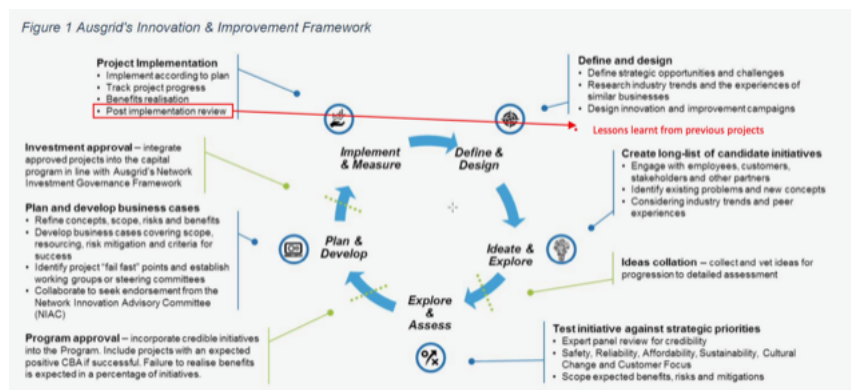 Figure 1 Ausgrid's Innovation & Improvement Framework
Project Implementation
• Implement according to plan
• Track project progress
• Benefits realisation
• Post implementation review
Define and design
• Define strategic opportunities and challenges
• Research industry trends and the experiences of
similar businesses
• Design innovation and improvement campaigns
• Lessons learnt from previous projects
Investment approval – integrate
approved projects into the capital
program in line with Ausgrid's Network
Investment Governance Framework
Implement
& Measure
Define &
Design
Create long-list of candidate initiatives
• Engage with employees, customers,
stakeholders and other partners
• Identify existing problems and new concepts
• Considering industry trends and peer
experiences
Plan and develop business cases
• Refine concepts, scope, risks and benefits
• Develop business cases covering scope,
resourcing, risk mitigation and criteria for
success
• Identify project "fail fast" points and establish
working groups or steering committees
• Collaborate to seek endorsement from the
Network Innovation Advisory Committee
(NIAC)
Plan &
Develop
Ideate &
Explore
Ideas collation – collect and vet ideas for
progression to detailed assessment
Explore
&
Assess
Program approval – incorporate credible initiatives
into the Program. Include projects with an expected
positive CBA if successful. Failure to realise benefits
is expected in a percentage of initiatives.
Test initiative against strategic priorities
• Expert panel review for credibility
• Safety, Reliability, Affordability, Sustainability, Cultural
Change and Customer Focus
• Scope expected benefits, risks and mitigations